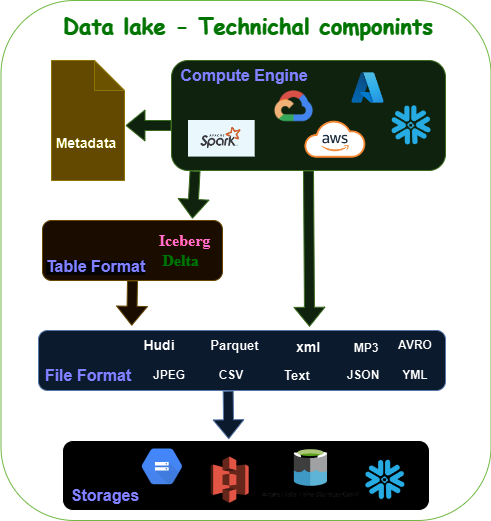 Data lake - Technichal componints
Compute Engine
Metadata
APACHE
Spark
aws
Iceberg
Table Format
Delta
Hudi Parquet xml MP3 AVRO
File Format
JPEG CSV Text JSON YML
Storages